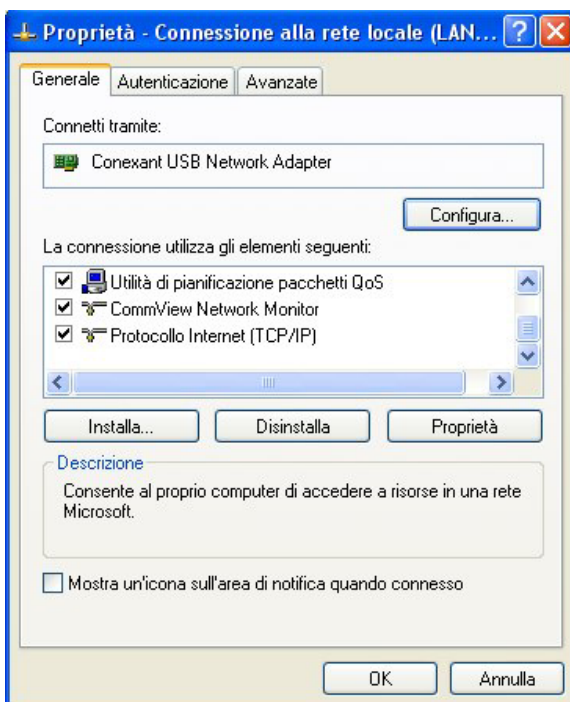 Proprietà - Connessione alla rete locale (LAN...
Generale Autenticazione Avanzate
Connetti tramite:
Conexant USB Network Adapter
Configura...
La connessione utilizza gli elementi seguenti:
Utilità di pianificazione pacchetti QoS
CommView Network Monitor
Protocollo Internet (TCP/IP)
Installa... Disinstalla Proprietà
Descrizione
Consente al proprio computer di accedere a risorse in una rete
Microsoft.
Mostra un'icona sull'area di notifica quando connesso
OK Annulla